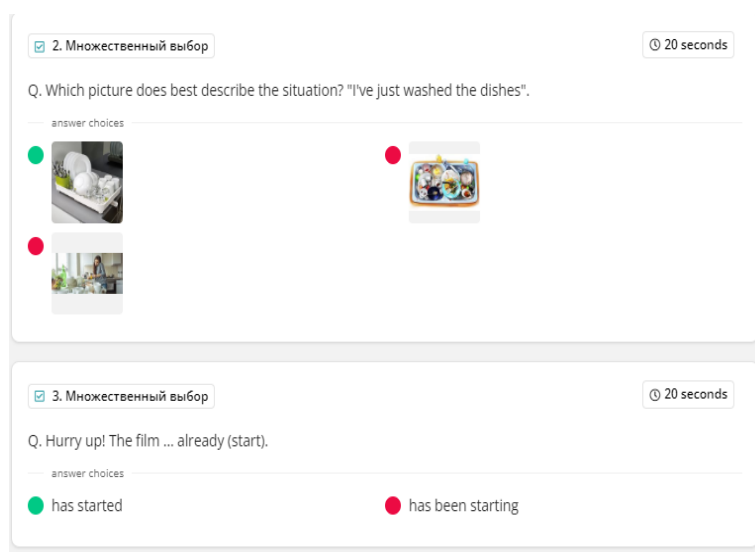 2. Множественный выбор
20 seconds
Q. Which picture does best describe the situation? "I've just washed the dishes".
answer choices
3. Множественный выбор
20 seconds
Q. Hurry up! The film ... already (start).
answer choices
has started
has been starting